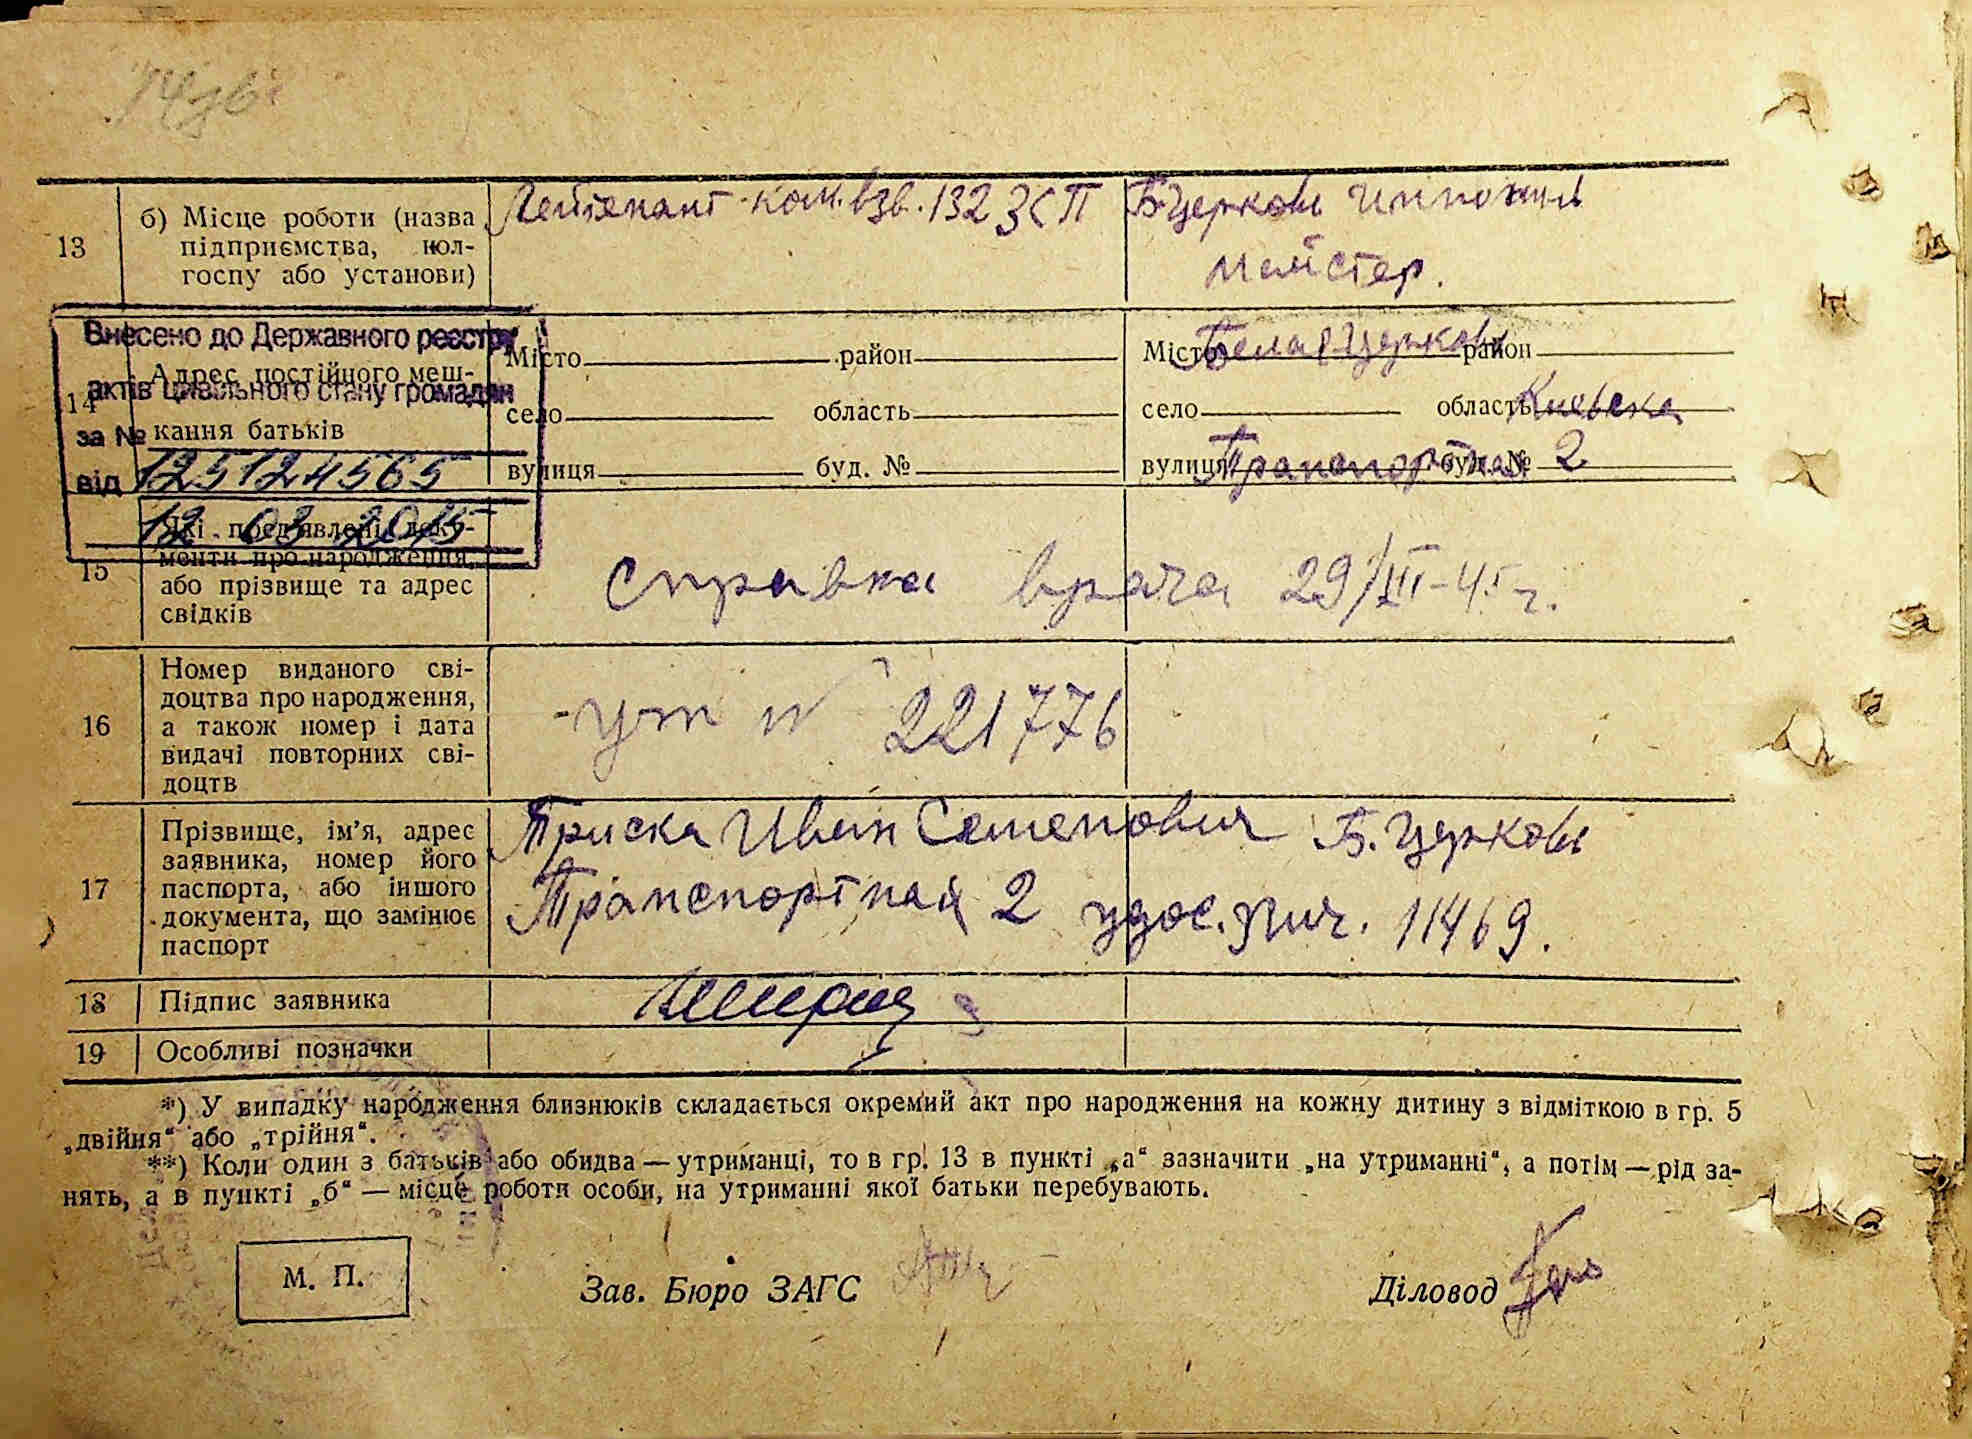 13
б) Місце роботи (назва
підприємства, кол-
госпу або установи)
Лейтенант ком. взв. 132 ЗСП
Б Церковь
мейстер.
Внесено до Державного реєстру
актів цивільного стану громадян
за №
125124565
від
12. 03 2015
14
Адрес постійного меш-
кання батьків
Місто район
село область
вулиця буд. №
Місто Белая Церковь район
село область Киевска
вулиця Транспортная буд. № 2
15
Які пред'явлені доку-
менти про народження,
або прізвище та адрес
свідків
справка врача 29/III-45 г.
16
Номер виданого сві-
доцтва про народження,
а також номер і дата
видачі повторних сві-
доцтв
N 221776
17
Прізвище, ім’я, адрес
заявника, номер його
паспорта, або іншого
документа, що замінює
паспорт
Триска Иван Семенович Б. Церковь
Транспортная 2 удос. лич. 11469.
18
Підпис заявника
19
Особливі позначки
*) У випадку народження близнюків складається окремий акт про народження на кожну дитину з відміткою в гр. 5
„двійня“ або „трійня“.
**) Коли один з батьків або обидва — утриманці, то в гр. 13 в пункті „а“ зазначити „на утриманні“, а потім — рід за-
нять, а в пункті „б“ — місце роботи особи, на утриманні якої батьки перебувають.
М. П.
Зав. Бюро ЗАГС
Діловод